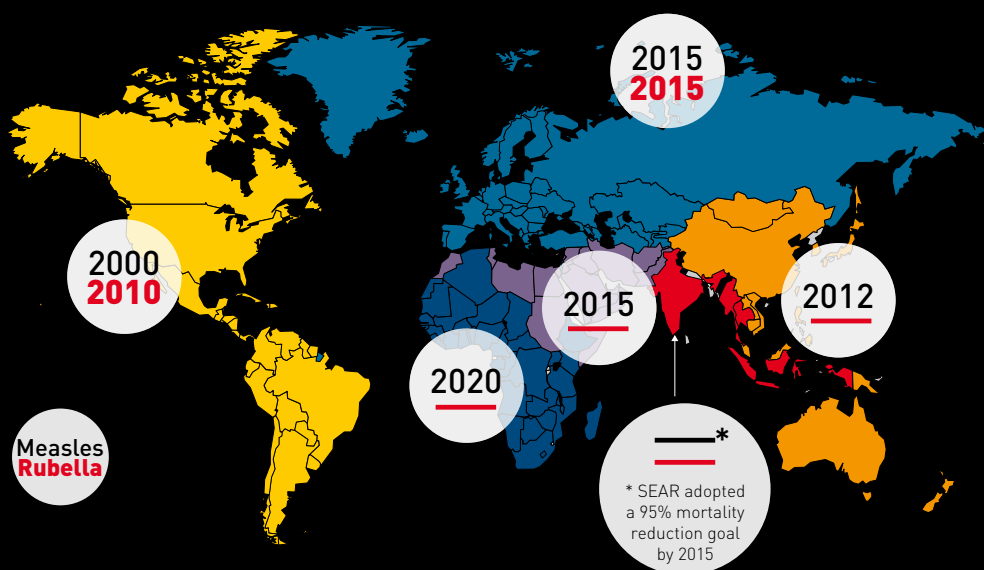 2015
2015
2000
2010
2015
2012
2020
Measles
Rubella
*
* SEAR adopted
a 95% mortality
reduction goal
by 2015